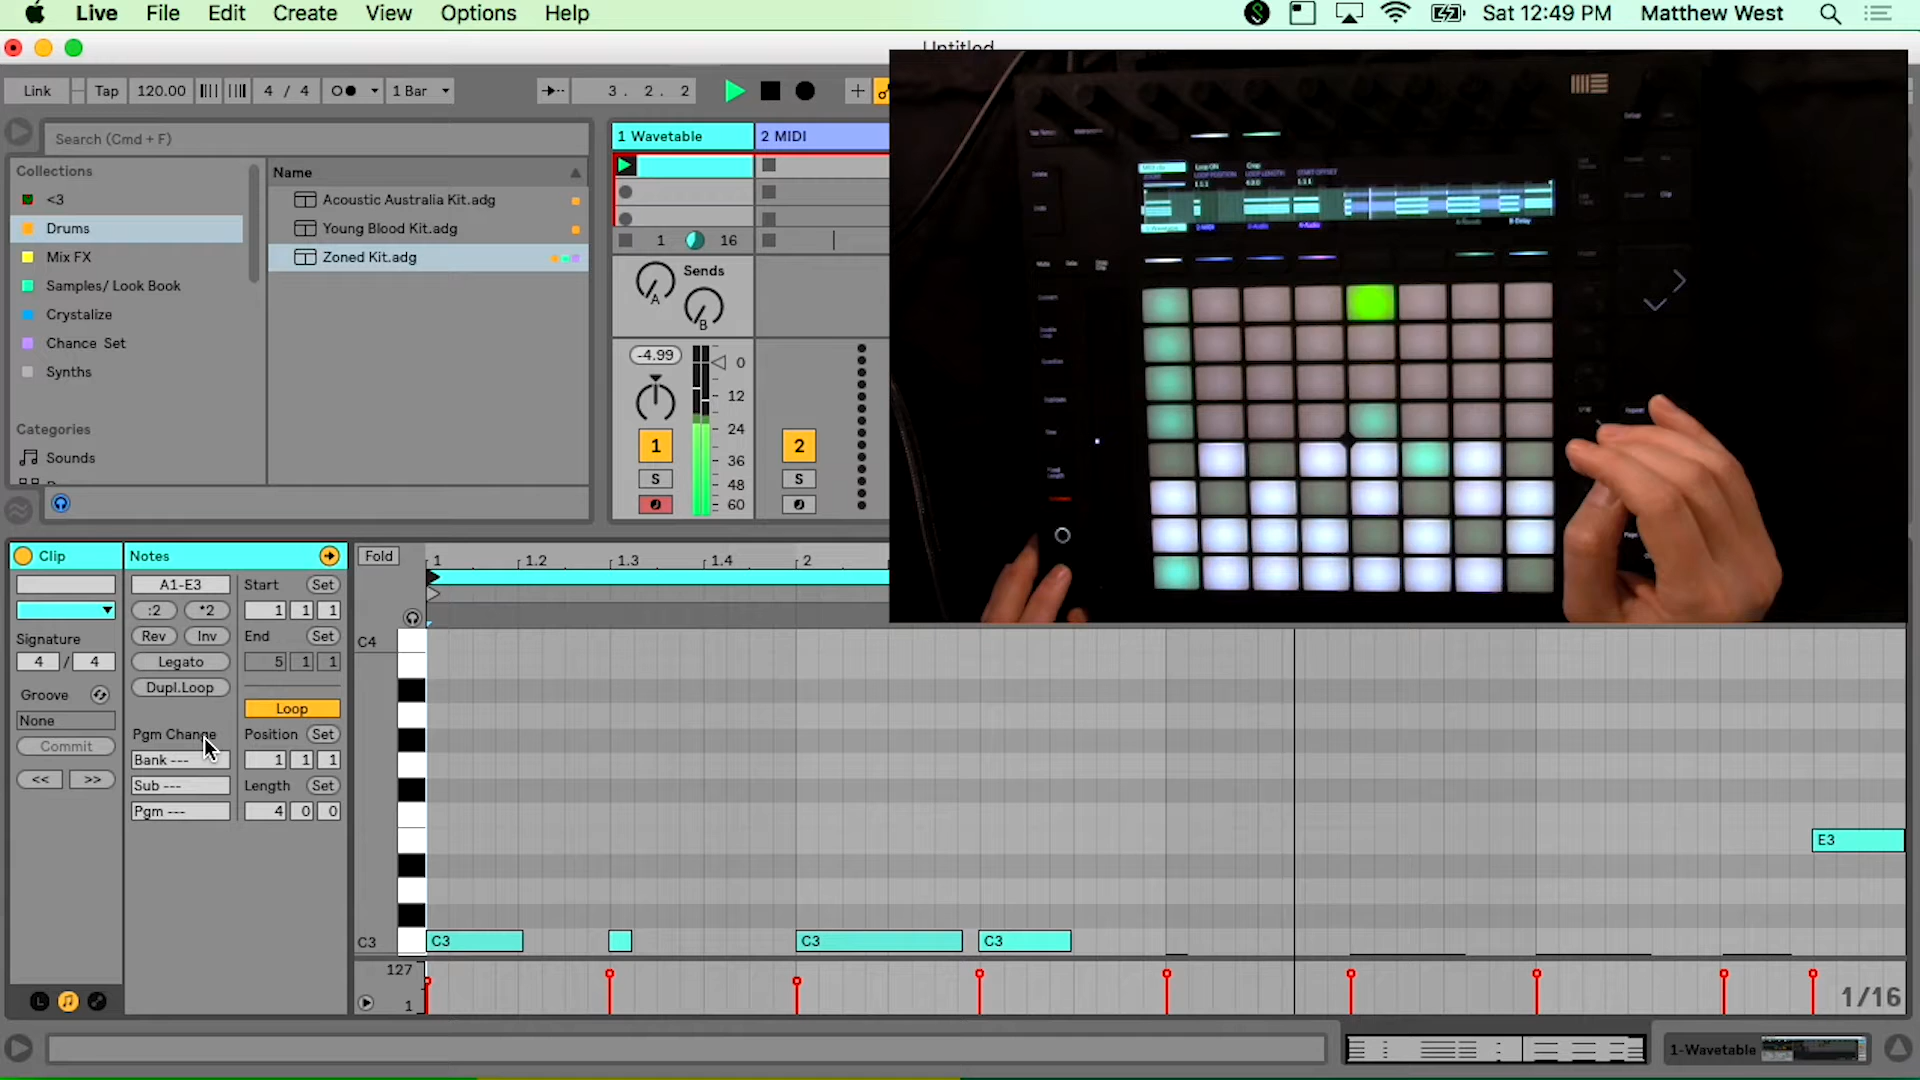 Live File Edit Create View Options Help
Sat 12:49 PM Matthew West
Untitled
Link Tap 120.00 4 / 4 1 Bar 3. 2. 2
Search (Cmd + F)
Collections
<3
Drums
Mix FX
Samples/ Look Book
Crystalize
Chance Set
Synths
Categories
Sounds
Name
Acoustic Australia Kit.adg
Young Blood Kit.adg
Zoned Kit.adg
1 Wavetable
2 MIDI
1 16
Sends
A
B
-4.99
0
12
24
36
48
60
1
2
S
S
Clip
Signature
4 / 4
Groove
None
Commit
<< >>
Notes
A1-E3
:2 *2
Rev Inv
Legato
Dupl.Loop
Pgm Change
Bank ---
Sub ---
Pgm ---
Start Set
1 1 1
End Set
5 1 1
Loop
Position Set
1 1 1
Length Set
4 0 0
Fold
1 1.2 1.3 1.4 2
C4
E3
C3 C3 C3 C3
127
1
1/16
1-Wavetable